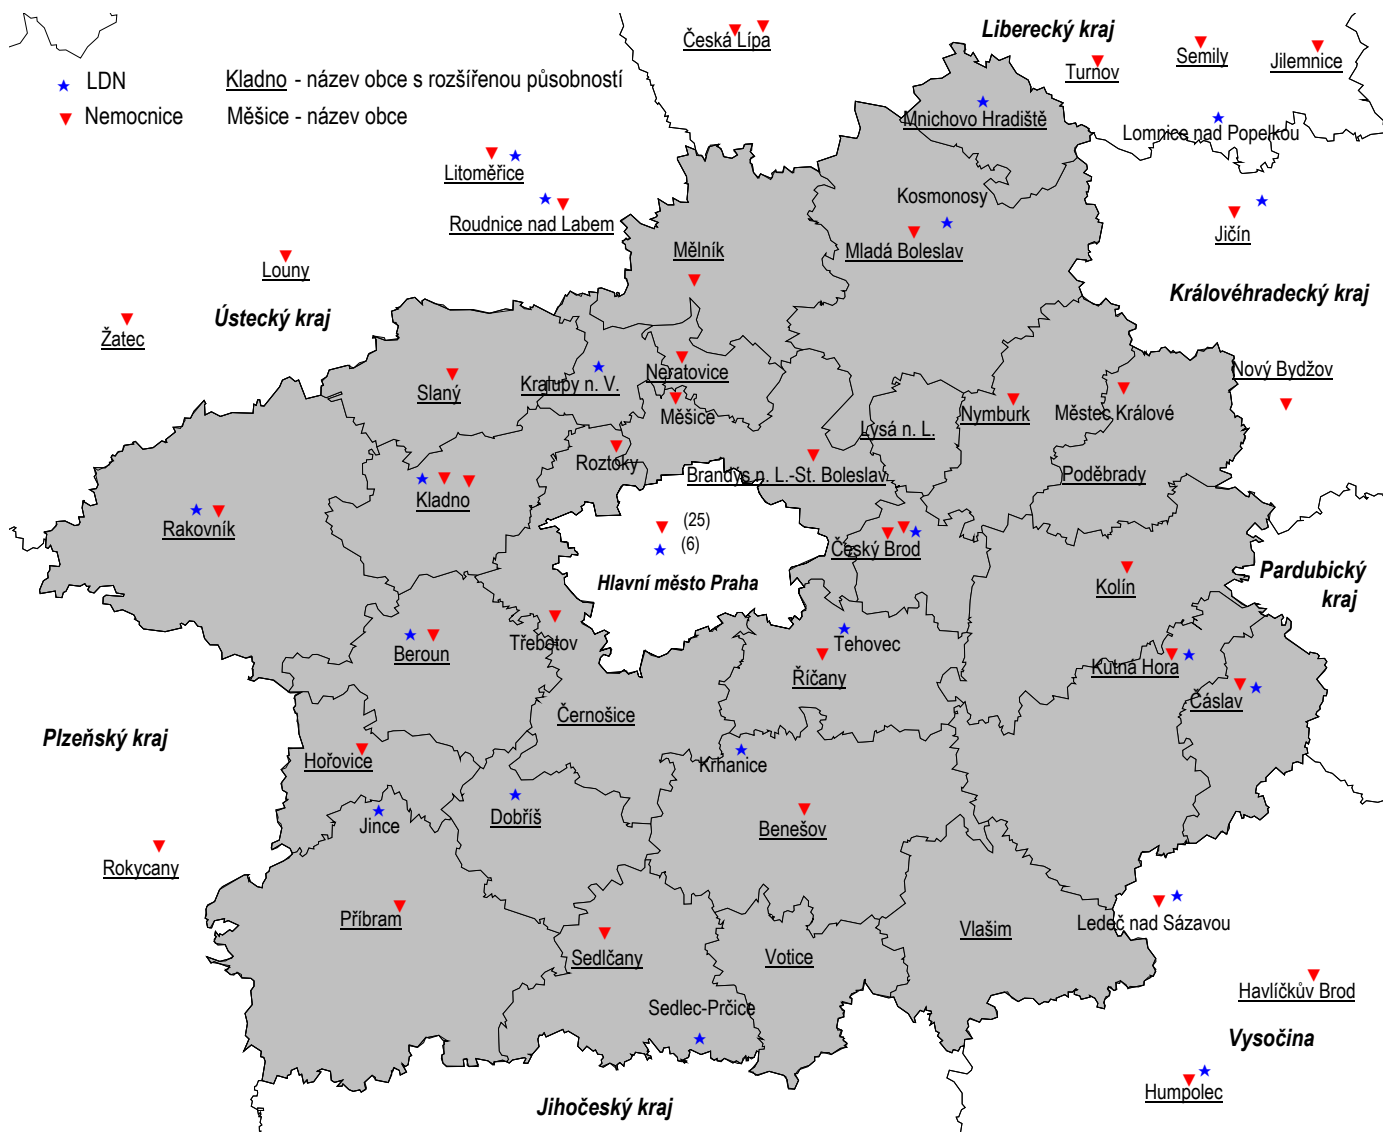 Česká Lípa
Liberecký kraj
Semily
Jilemnice
Turnov
LDN
Kladno - název obce s rozšířenou působností
Nemocnice
Měšice - název obce
Mnichovo Hradiště
Lomnice nad Popelkou
Litoměřice
Kosmonosy
Roudnice nad Labem
Jičín
Mělník
Mladá Boleslav
Louny
Královéhradecký kraj
Ústecký kraj
Žatec
Nový Bydžov
Neratovice
Slaný
Kralupy n. V.
Měšice
Nymburk
Městec Králové
Lysá n. L.
Roztoky
Brandýs n. L.-St. Boleslav
Poděbrady
Kladno
Rakovník
(25)
(6)
Český Brod
Hlavní město Praha
Kolín
Pardubický
kraj
Třebotov
Tehovec
Beroun
Říčany
Kutná Hora
Čáslav
Černošice
Plzeňský kraj
Hořovice
Krhanice
Dobříš
Jince
Benešov
Rokycany
Příbram
Ledeč nad Sázavou
Vlašim
Sedlčany
Votice
Havlíčkův Brod
Sedlec-Prčice
Vysočina
Humpolec
Jihočeský kraj